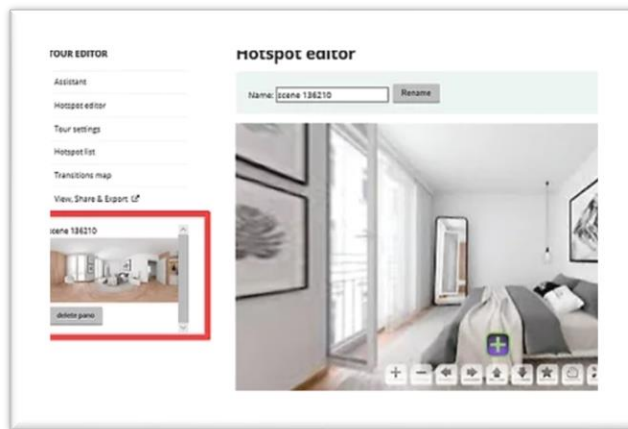 TOUR EDITOR
Assistant
Hotspot editor
Tour settings
Hotspot list
Transitions map
View, Share & Export
scene 136210
delete pano
Hotspot editor
Name: scene 136210 Rename